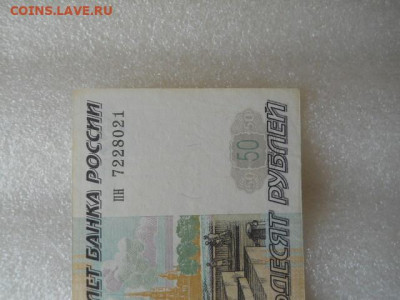 COINS.LAVE.RU
ЛЕТ БАНКА РОССИИ
пн 7228021
50
ДЕСЯТ РУБЛЕЙ